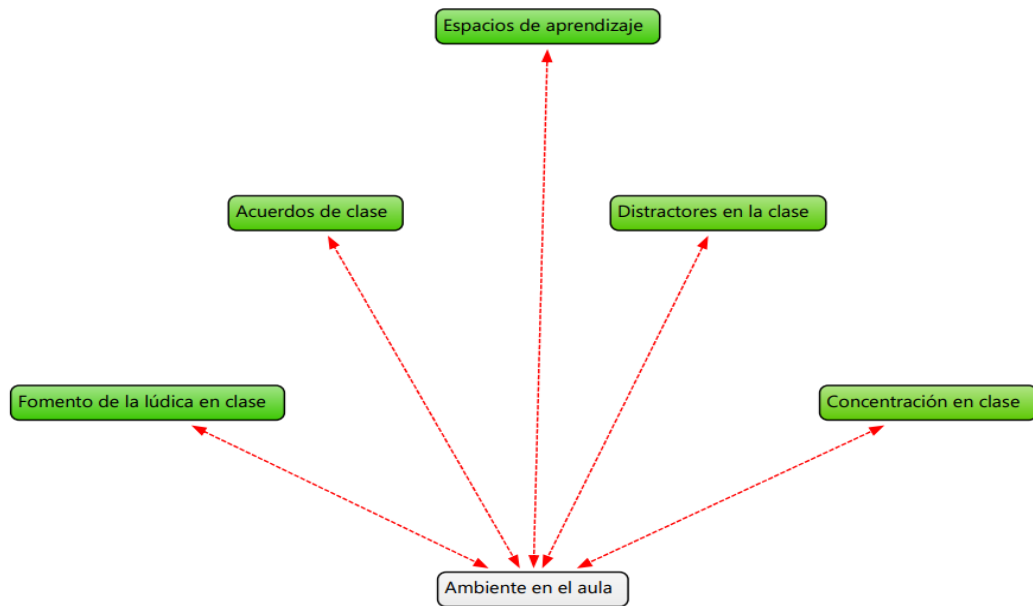 Espacios de aprendizaje
Acuerdos de clase
Distractores en la clase
Fomento de la lúdica en clase
Concentración en clase
Ambiente en el aula